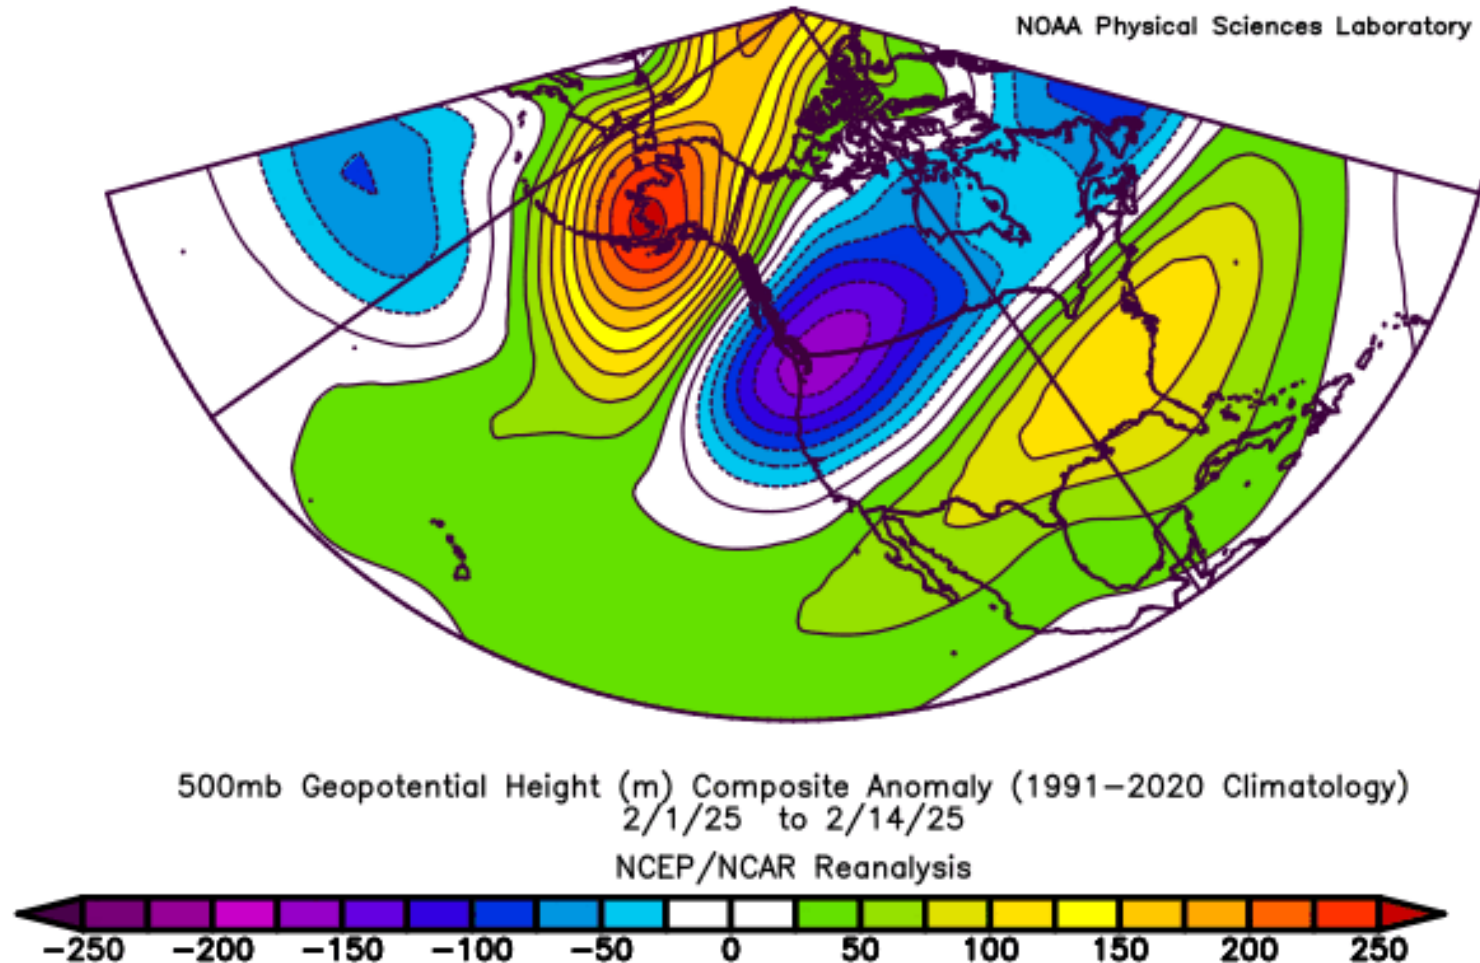 NOAA Physical Sciences Laboratory
500mb Geopotential Height (m) Composite Anomaly (1991−2020 Climatology)
2/1/25 to 2/14/25
NCEP/NCAR Reanalysis
−250 −200 −150 −100 −50 0 50 100 150 200 250